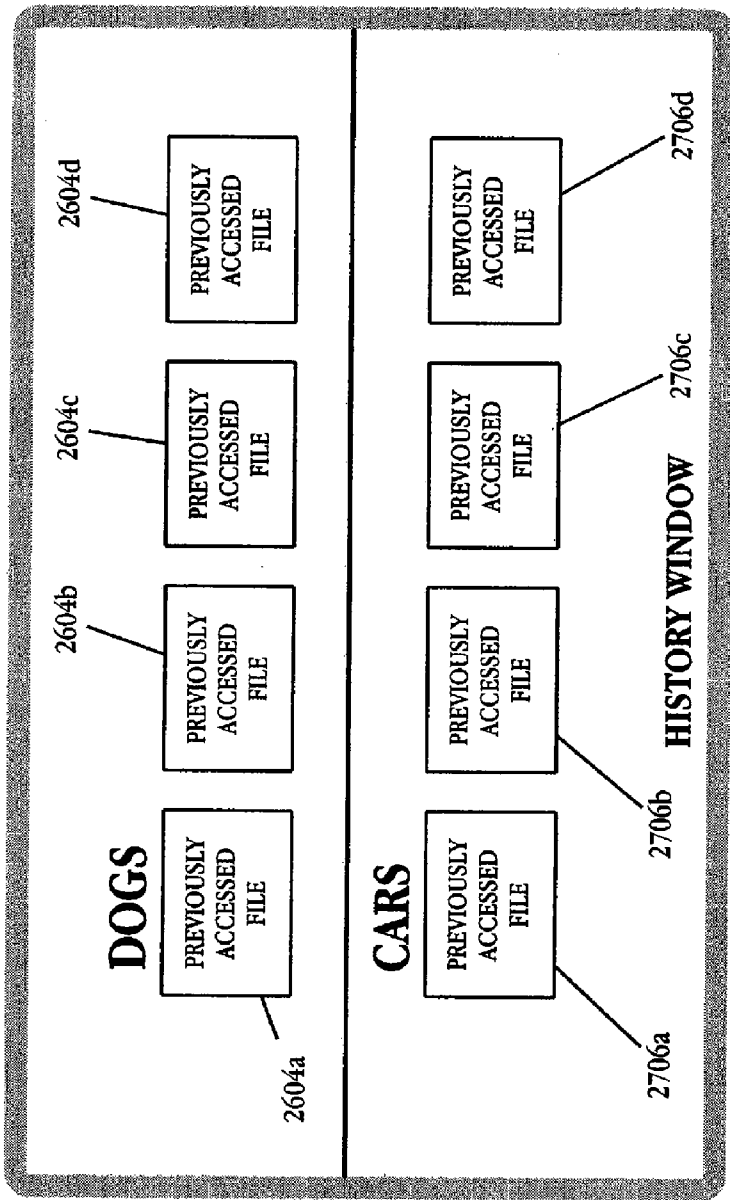 2604a
2604b
2604c
2604d
DOGS
PREVIOUSLY
ACCESSED
FILE
PREVIOUSLY
ACCESSED
FILE
PREVIOUSLY
ACCESSED
FILE
PREVIOUSLY
ACCESSED
FILE
CARS
PREVIOUSLY
ACCESSED
FILE
PREVIOUSLY
ACCESSED
FILE
PREVIOUSLY
ACCESSED
FILE
PREVIOUSLY
ACCESSED
FILE
2706a
2706b
2706c
2706d
HISTORY WINDOW